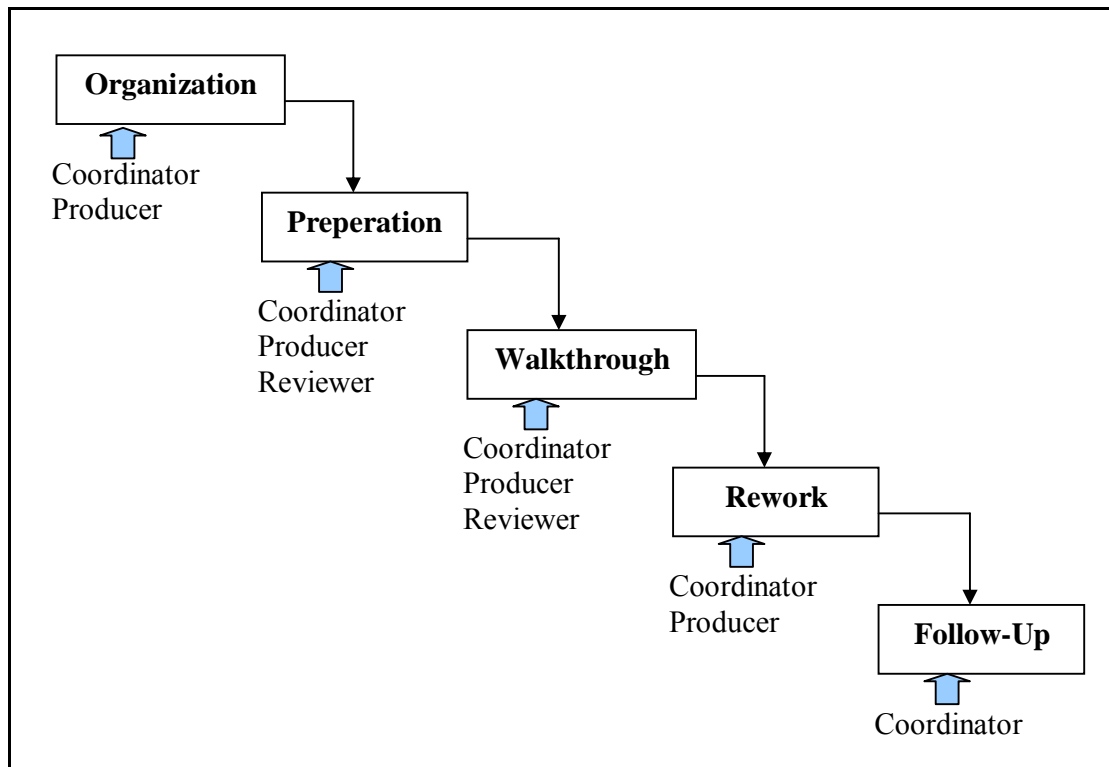 Organization
Coordinator
Producer
Preperation
Coordinator
Producer
Reviewer
Walkthrough
Coordinator
Producer
Reviewer
Rework
Coordinator
Producer
Follow-Up
Coordinator